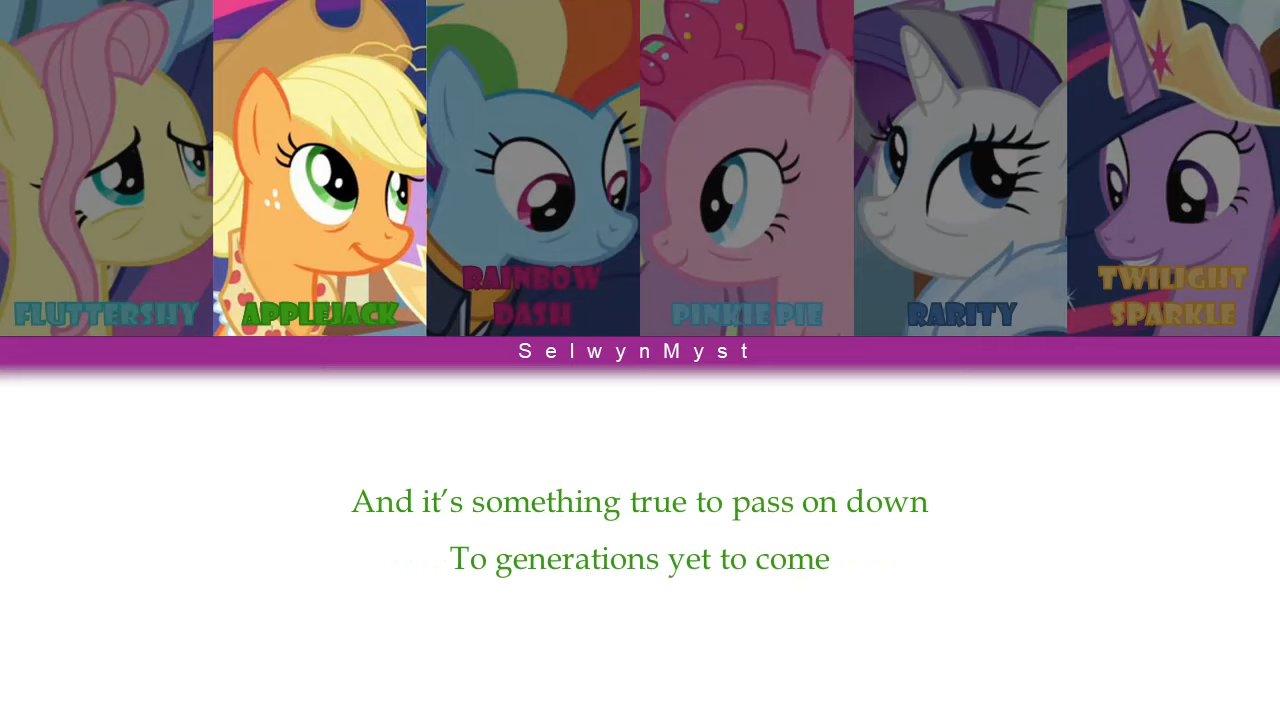 FLUTTERSHY
APPLEJACK
RAINBOW
DASH
PINKIE PIE
RARITY
TWILIGHT
SPARKLE
SelwynMyst
And it’s something true to pass on down
To generations yet to come